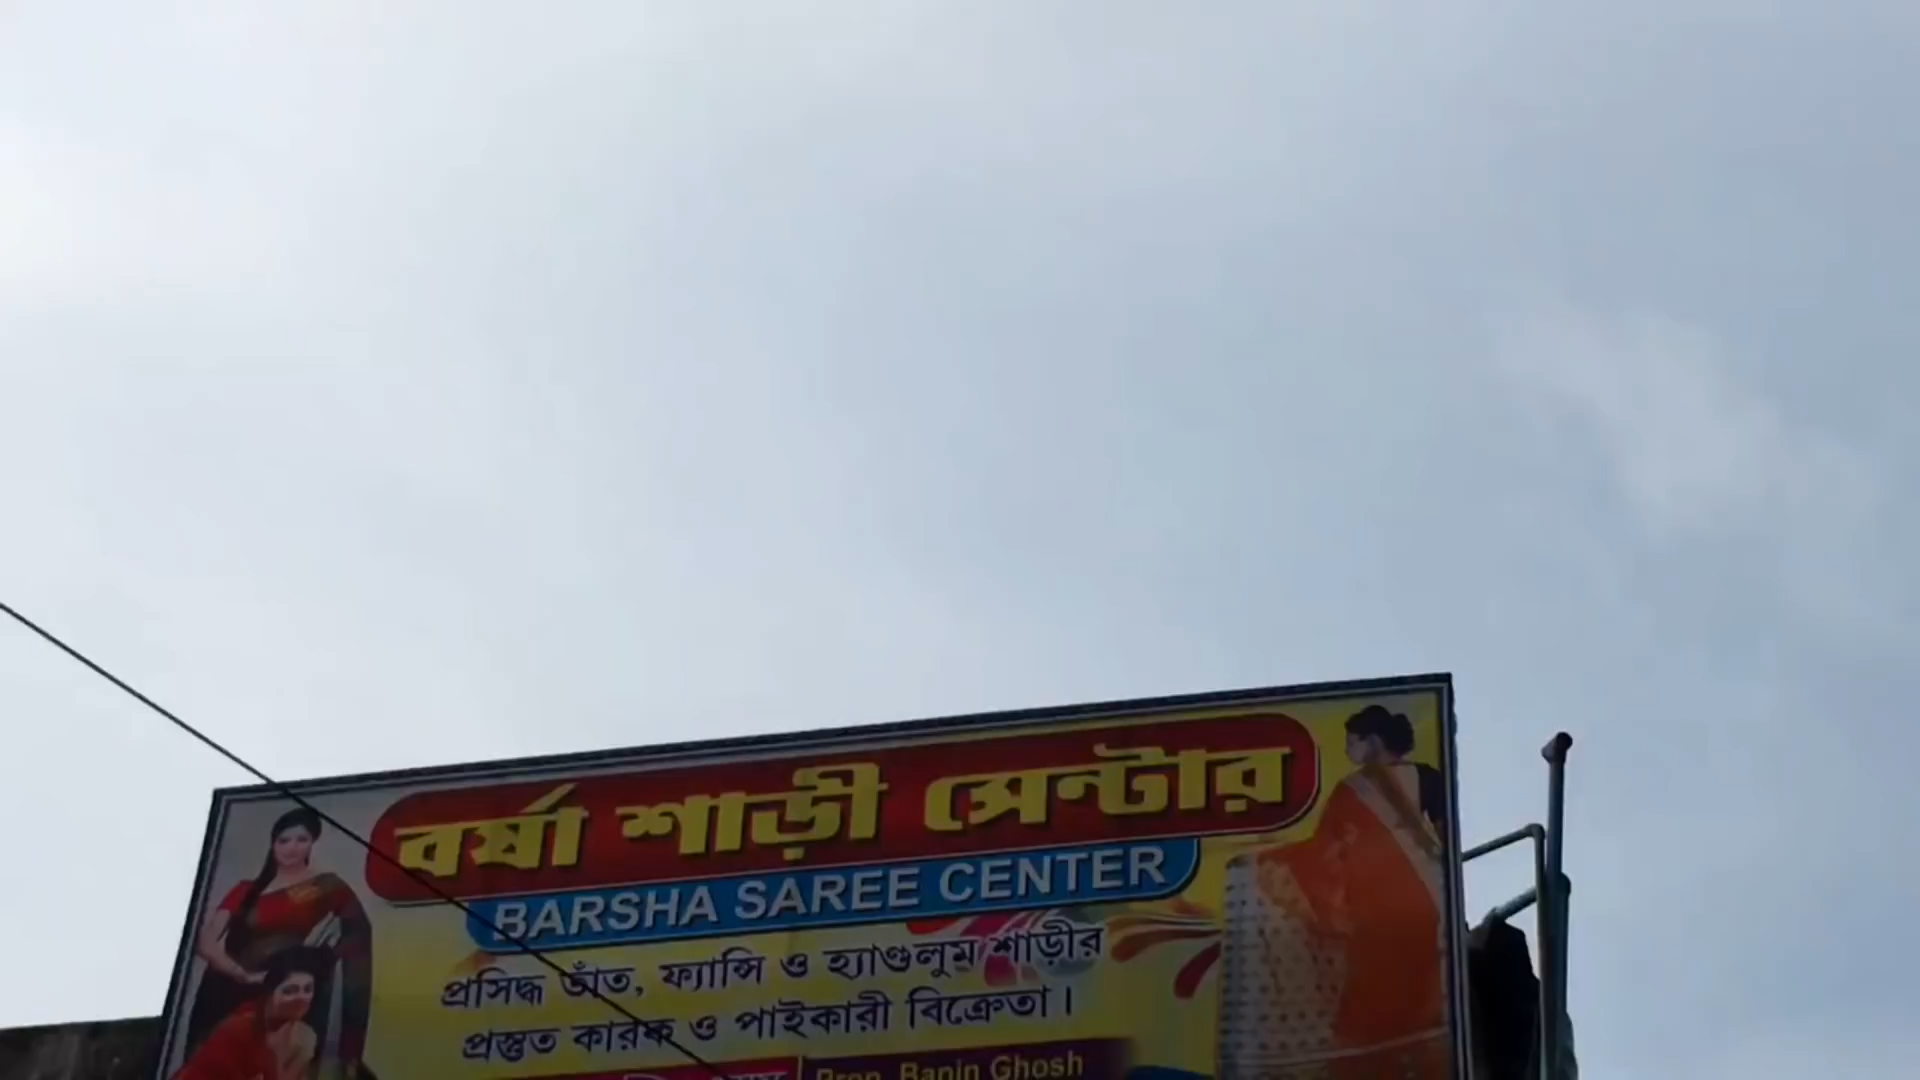 বর্ষা শাড়ী সেন্টার
BARSHA SAREE CENTER
প্রসিদ্ধ তাঁত, ফ্যান্সি ও হ্যাণ্ডলুম শাড়ীর
প্রস্তুত কারক ও পাইকারী বিক্রেতা।
Prop. Banin Ghosh